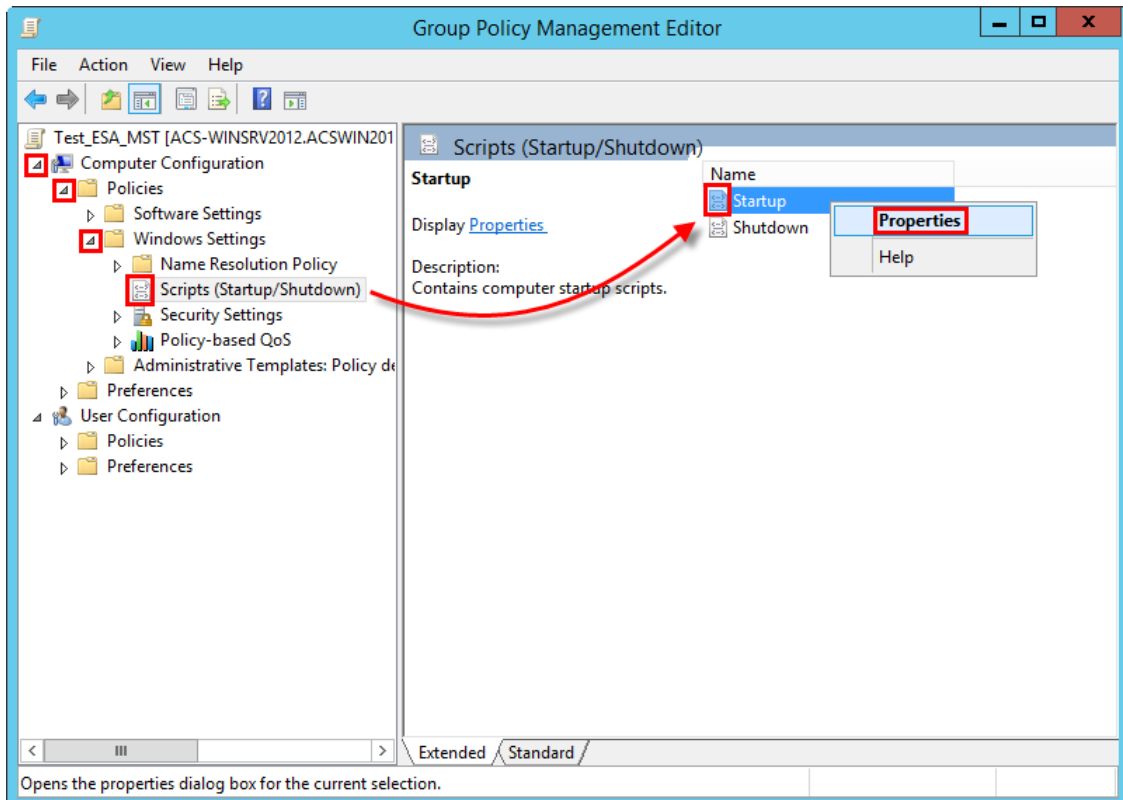 Group Policy Management Editor
x
File Action View Help
Test_ESA_MST [ACS-WINSRV2012.ACSWIN201
Computer Configuration
Policies
Software Settings
Windows Settings
Name Resolution Policy
Scripts (Startup/Shutdown)
Security Settings
Policy-based QoS
Administrative Templates: Policy de
Preferences
User Configuration
Policies
Preferences
Scripts (Startup/Shutdown)
Startup
Display Properties
Description:
Contains computer startup scripts.
Name
Startup
Shutdown
Properties
Help
Extended Standard
Opens the properties dialog box for the current selection.